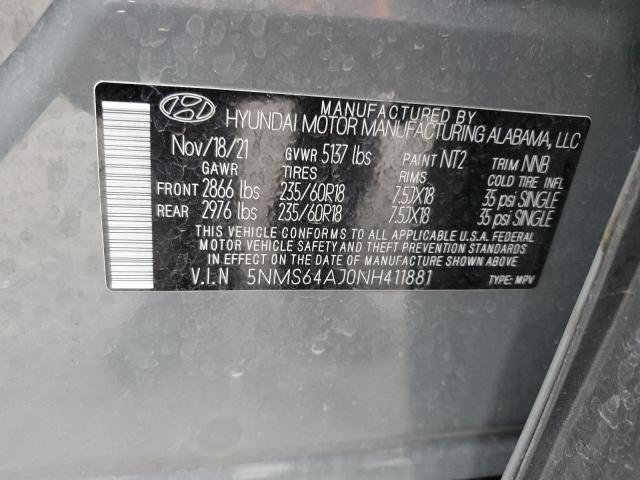 MANUFACTURED BY
HYUNDAI MOTOR MANUFACTURING ALABAMA, LLC
Nov/18/21 GVWR 5137 lbs PAINT NT2 TRIM NNB
GAWR TIRES RIMS COLD TIRE INFL
FRONT 2866 lbs 235/60R18 7.5JX18 35 psi SINGLE
REAR 2976 lbs 235/60R18 7.5JX18 35 psi SINGLE
THIS VEHICLE CONFORMS TO ALL APPLICABLE U.S.A. FEDERAL
MOTOR VEHICLE SAFETY AND THEFT PREVENTION STANDARDS
IN EFFECT ON THE DATE OF MANUFACTURE SHOWN ABOVE.
V.I.N 5NMS64AJ0NH411881 TYPE: MPV